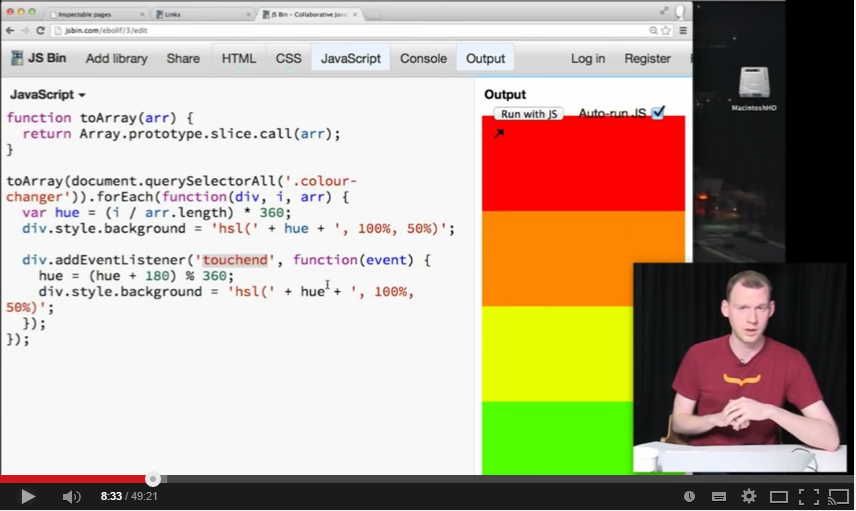 Inspectable pages
Links
JS Bin - Collaborative Java
jsbin.com/ebolif/3/edit
JS Bin Add library Share HTML CSS JavaScript Console Output Log in Register
JavaScript
Output
Run with JS Auto-run JS
MacintoshHD
function toArray(arr) {
return Array.prototype.slice.call(arr);
}
toArray(document.querySelectorAll('.colour-
changer')).forEach(function(div, i, arr) {
var hue = (i / arr.length) * 360;
div.style.background = 'hsl(' + hue + ', 100%, 50%)';
div.addEventListener('touchend', function(event) {
hue = (hue + 180) % 360;
div.style.background = 'hsl(' + hue + ', 100%,
50%)';
});
});
8:33 / 49:21